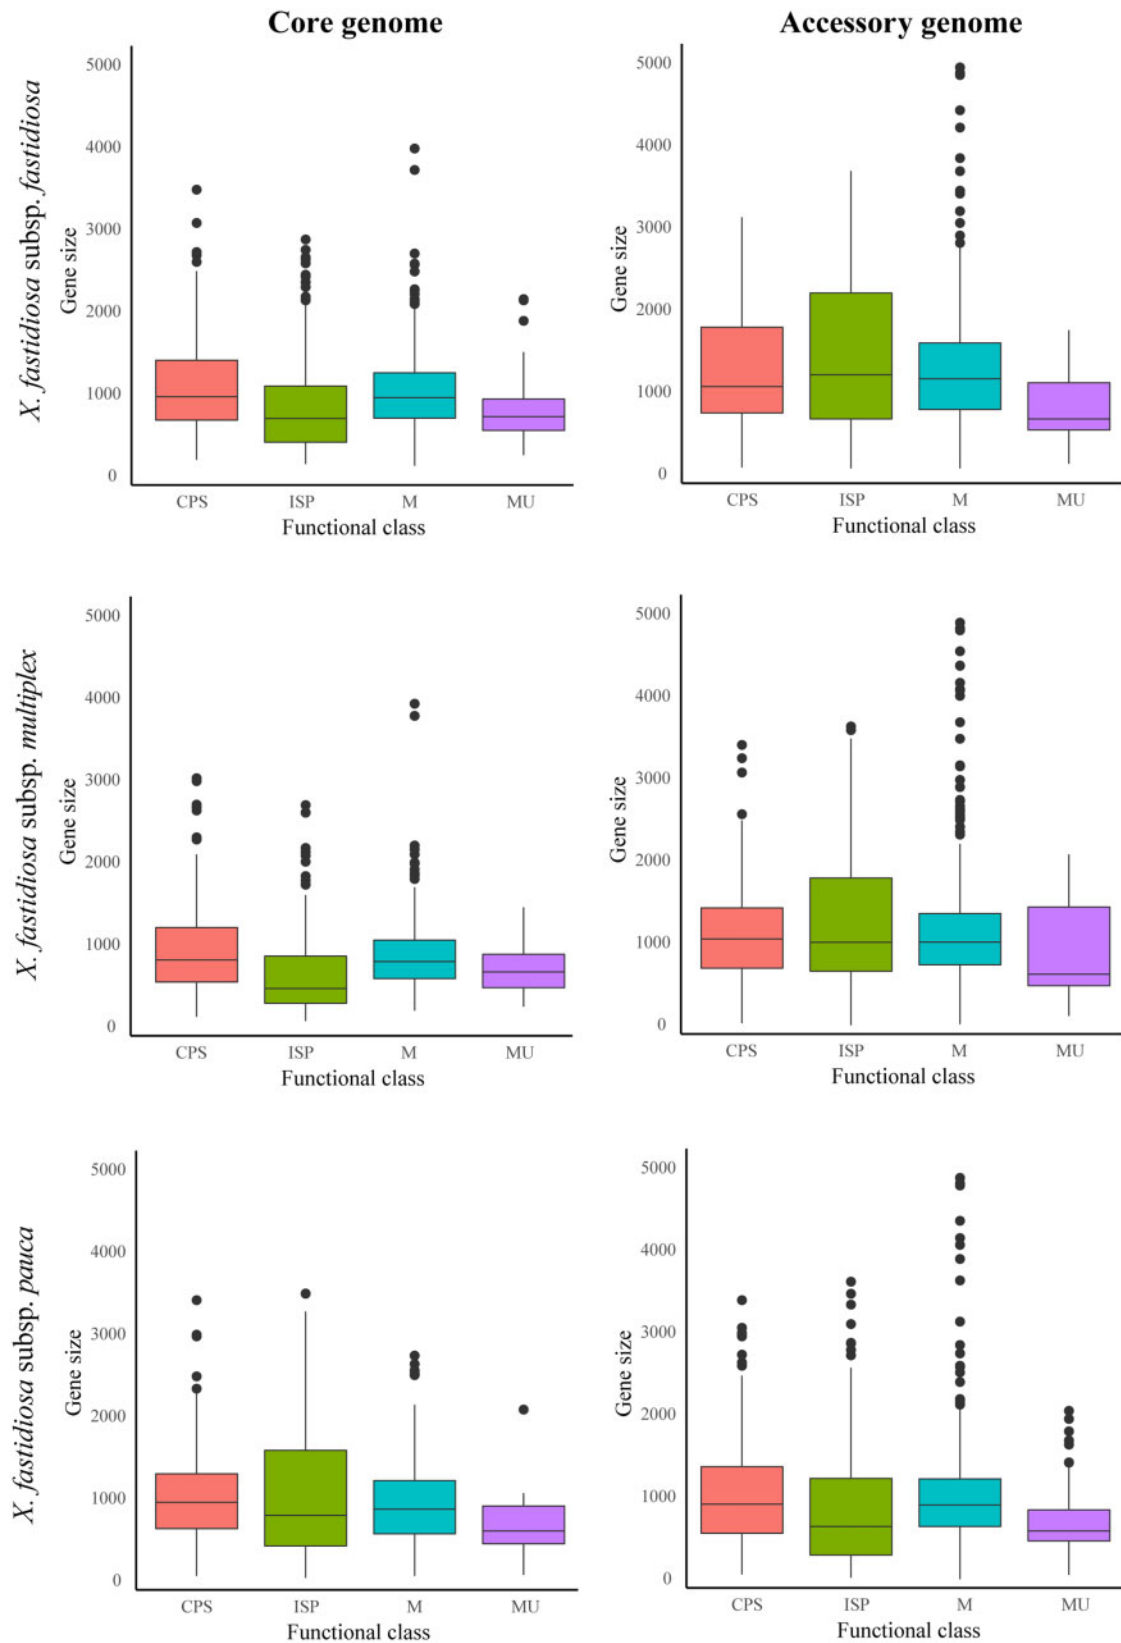 Core genome
Accessory genome
X. fastidiosa subsp. fastidiosa
Gene size
5000
4000
3000
2000
1000
0
CPS ISP M MU
Functional class
Gene size
5000
4000
3000
2000
1000
0
CPS ISP M MU
Functional class
X. fastidiosa subsp. multiplex
Gene size
5000
4000
3000
2000
1000
0
CPS ISP M MU
Functional class
Gene size
5000
4000
3000
2000
1000
0
CPS ISP M MU
Functional class
X. fastidiosa subsp. pauca
Gene size
5000
4000
3000
2000
1000
0
CPS ISP M MU
Functional class
Gene size
5000
4000
3000
2000
1000
0
CPS ISP M MU
Functional class